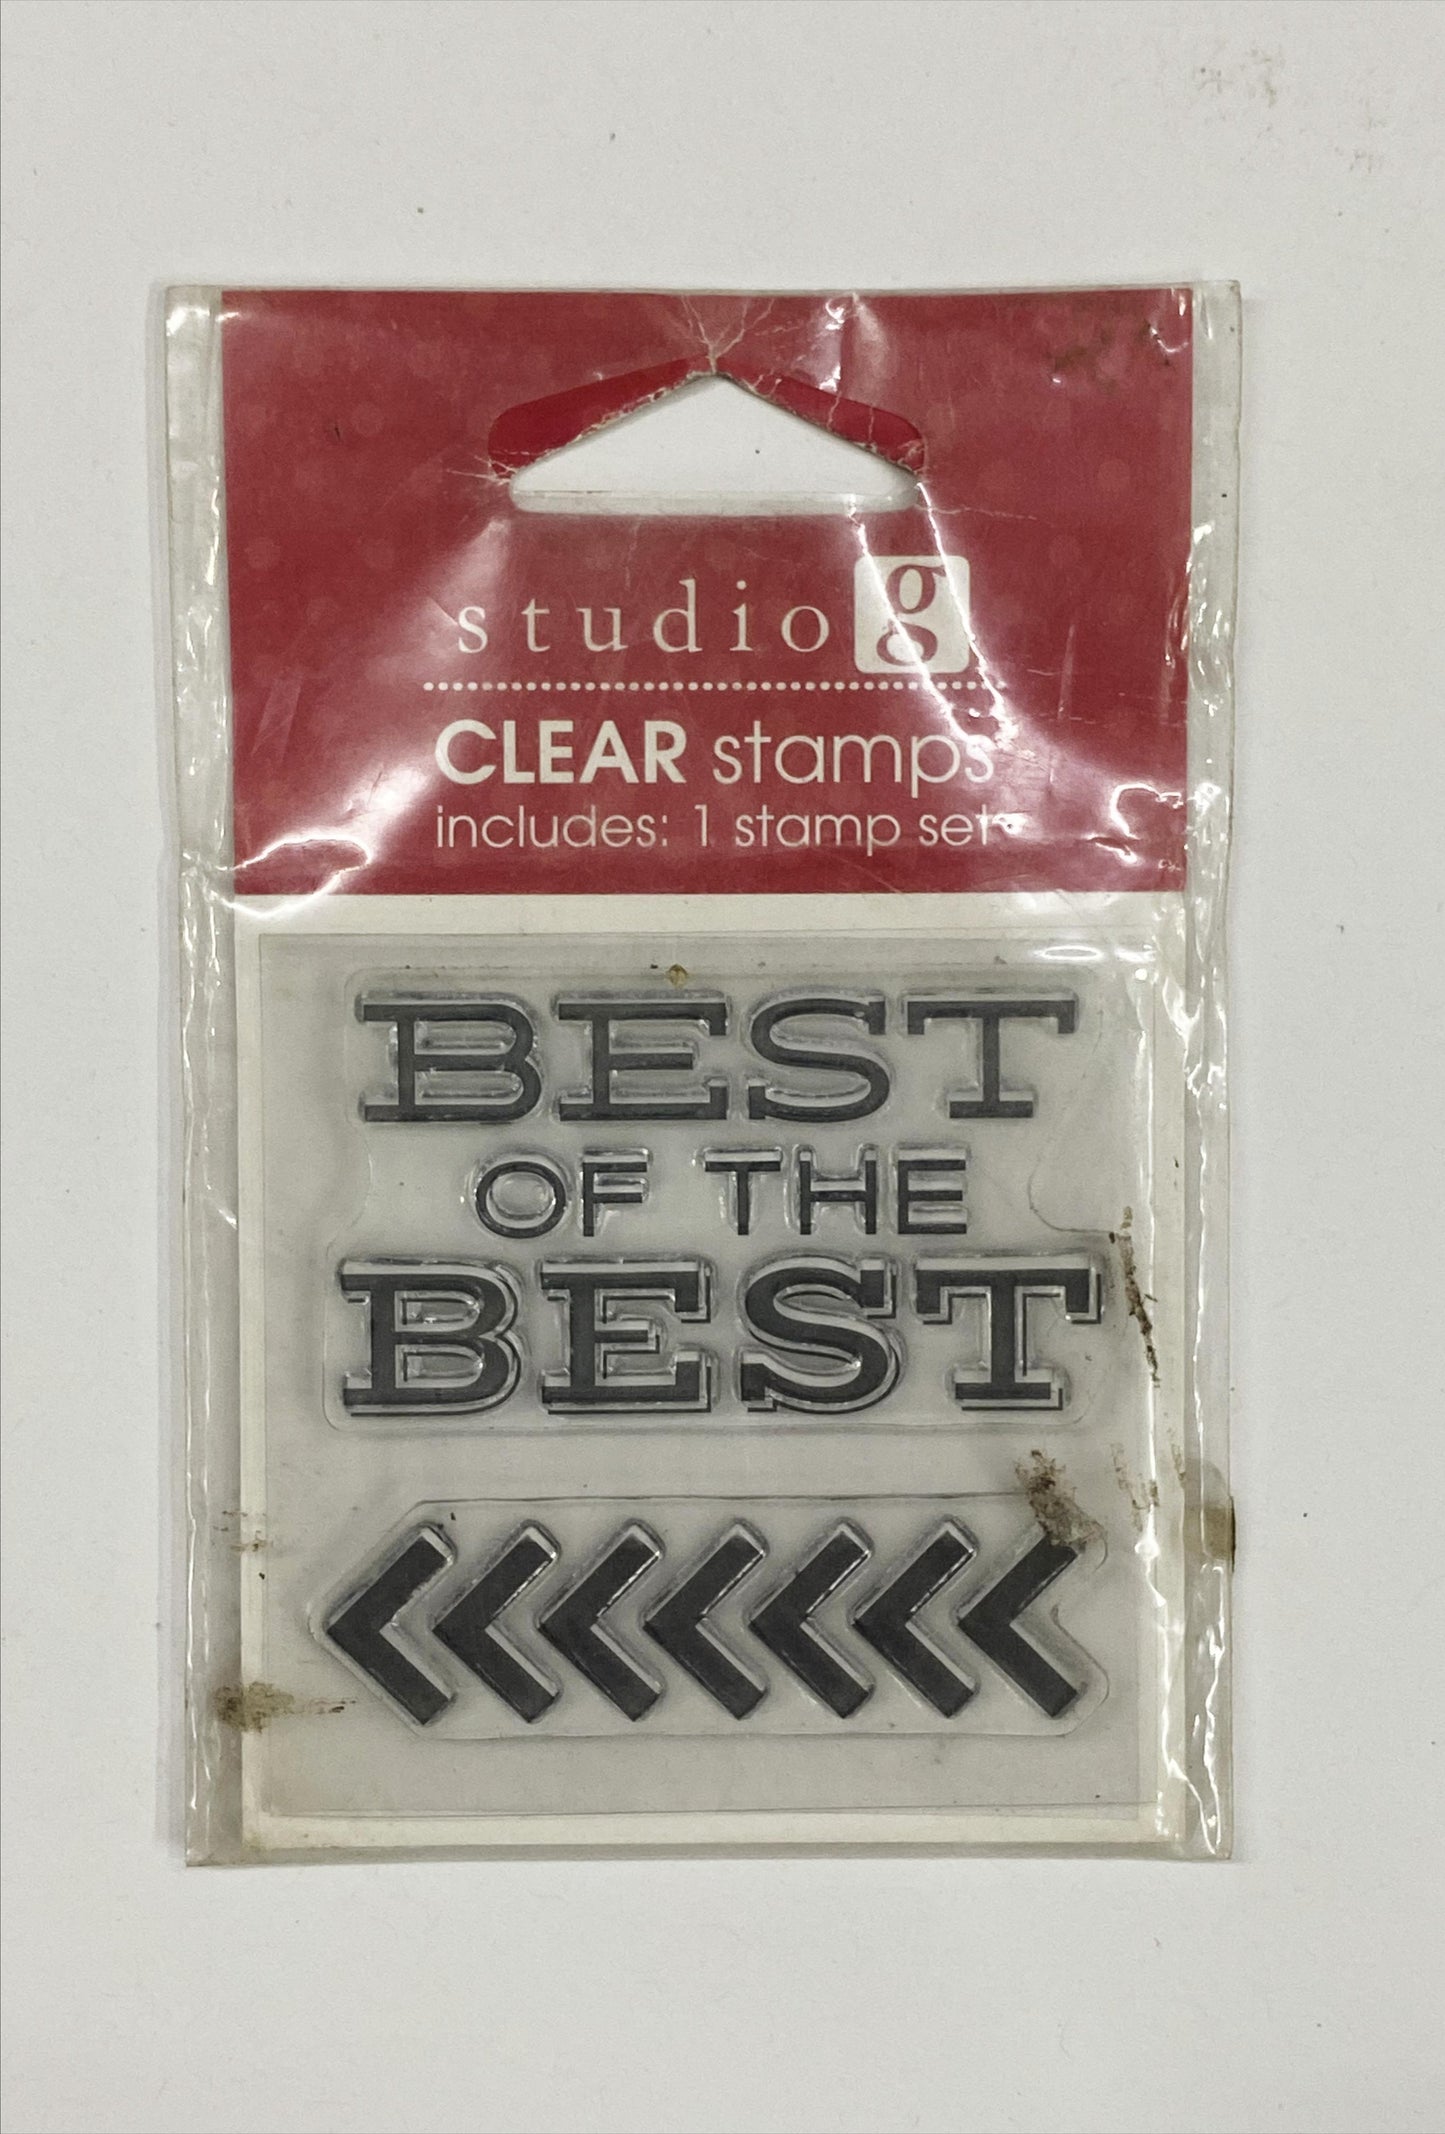 studio g
CLEAR stamps
includes: 1 stamp set
BEST
OF THE
BEST